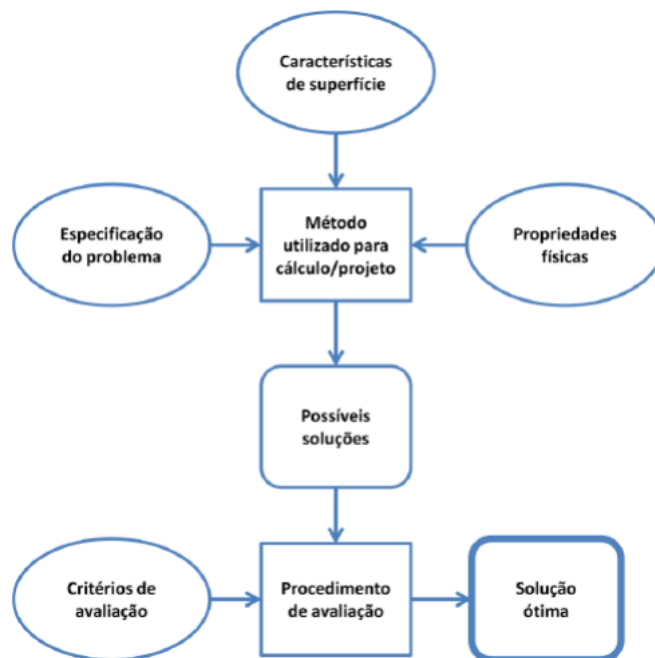 Características
de superfície
Especificação
do problema
Método
utilizado para
cálculo/projeto
Propriedades
físicas
Possíveis
soluções
Critérios de
avaliação
Procedimento
de avaliação
Solução
ótima